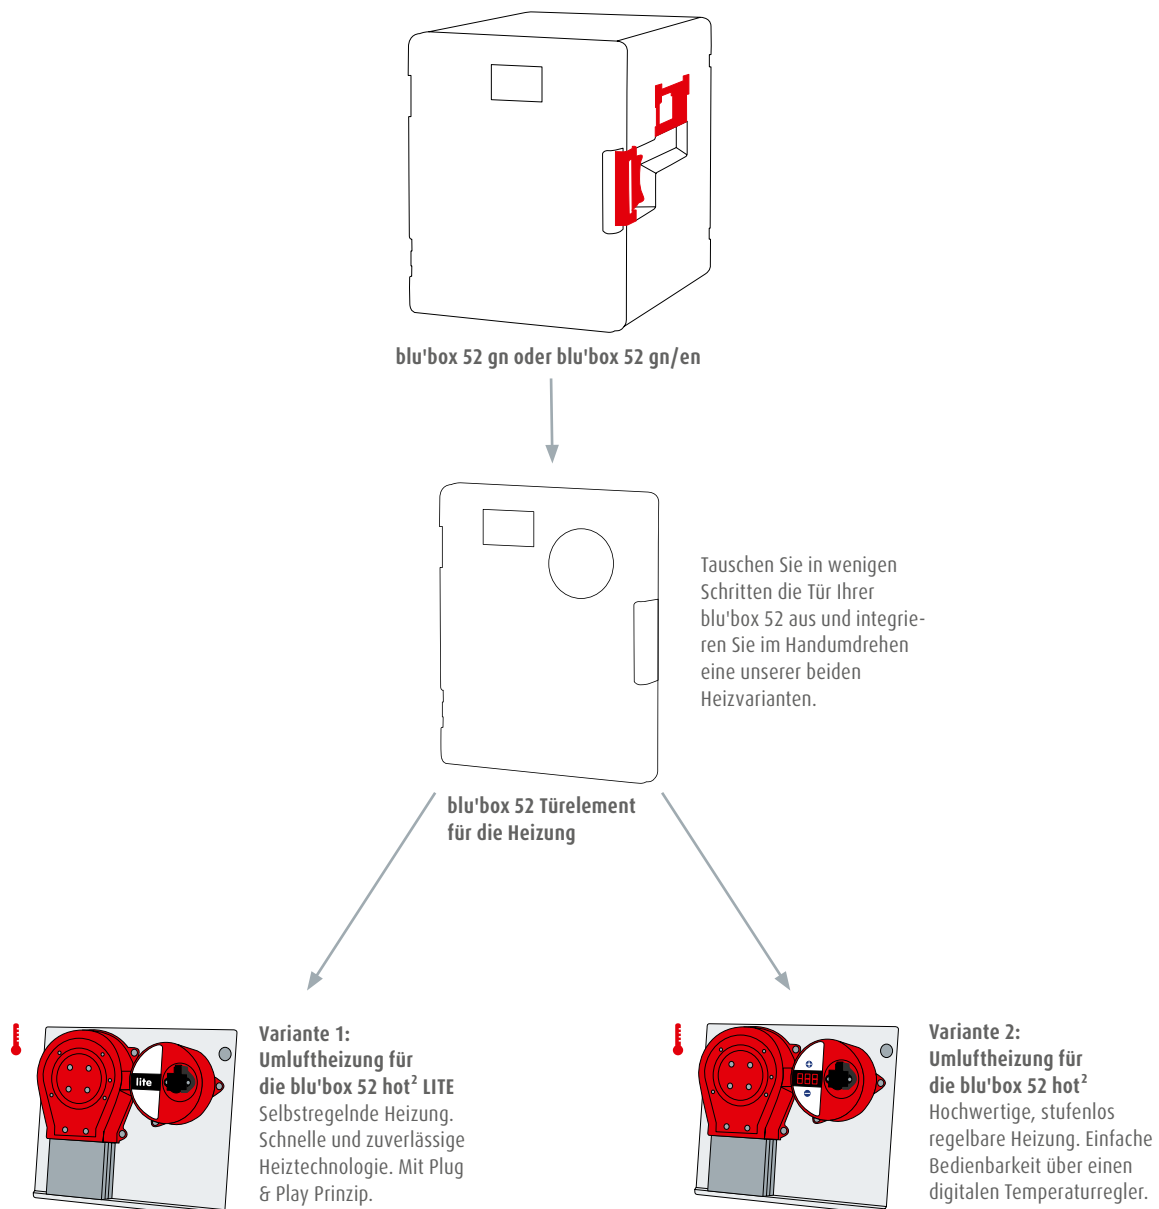 blu'box 52 gn oder blu'box 52 gn/en
Tauschen Sie in wenigen
Schritten die Tür Ihrer
blu'box 52 aus und integrie-
ren Sie im Handumdrehen
eine unserer beiden
Heizvarianten.
blu'box 52 Türelement
für die Heizung
lite
Variante 1:
Umluftheizung für
die blu'box 52 hot² LITE
Selbstregelnde Heizung.
Schnelle und zuverlässige
Heiztechnologie. Mit Plug
& Play Prinzip.
888
Variante 2:
Umluftheizung für
die blu'box 52 hot²
Hochwertige, stufenlos
regelbare Heizung. Einfache
Bedienbarkeit über einen
digitalen Temperaturregler.